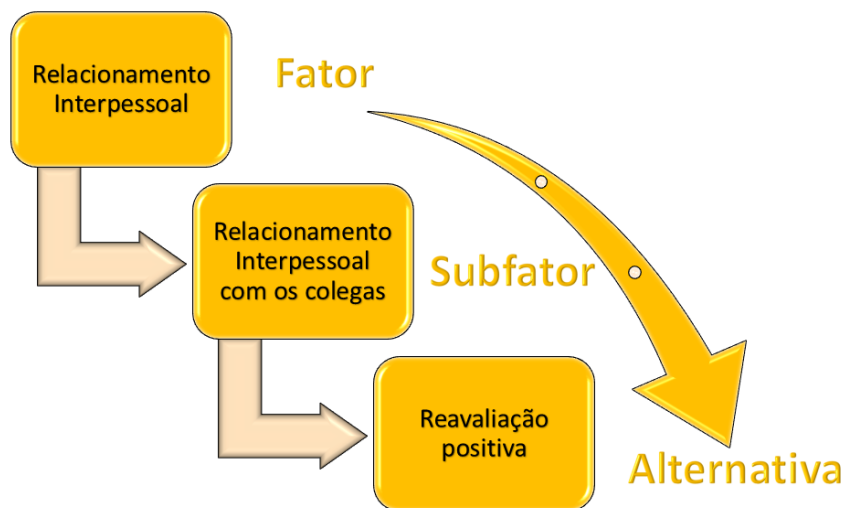 Relacionamento
Interpessoal
Fator
Relacionamento
Interpessoal
com os colegas
Subfator
Reavaliação
positiva
Alternativa